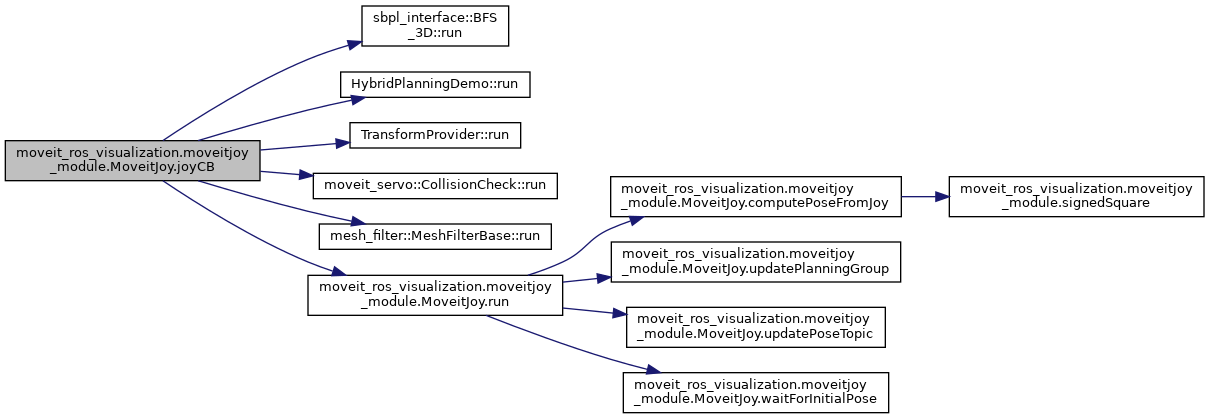 moveit_ros_visualization.moveitjoy
_module.MoveitJoy.joyCB
sbpl_interface::BFS
_3D::run
HybridPlanningDemo::run
TransformProvider::run
moveit_servo::CollisionCheck::run
mesh_filter::MeshFilterBase::run
moveit_ros_visualization.moveitjoy
_module.MoveitJoy.run
moveit_ros_visualization.moveitjoy
_module.MoveitJoy.computePoseFromJoy
moveit_ros_visualization.moveitjoy
_module.signedSquare
moveit_ros_visualization.moveitjoy
_module.MoveitJoy.updatePlanningGroup
moveit_ros_visualization.moveitjoy
_module.MoveitJoy.updatePoseTopic
moveit_ros_visualization.moveitjoy
_module.MoveitJoy.waitForInitialPose